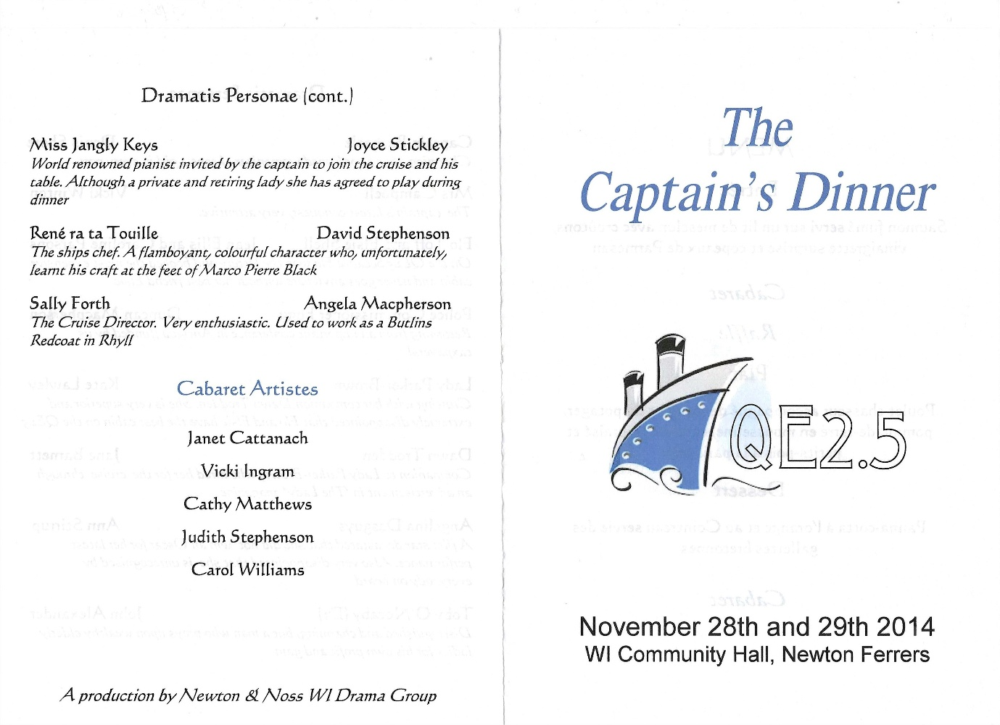 Dramatis Personae (cont.)
Miss Jangly Keys Joyce Stickley
World renowned pianist invited by the captain to join the cruise and his
table. Although a private and retiring lady she has agreed to play during
dinner
René ra ta Touille David Stephenson
The ships chef. A flamboyant, colourful character who, unfortunately,
learnt his craft at the feet of Marco Pierre Black
Sally Forth Angela Macpherson
The Cruise Director. Very enthusiastic. Used to work as a Butlins
Redcoat in Rhyll
Cabaret Artistes
Janet Cattanach
Vicki Ingram
Cathy Matthews
Judith Stephenson
Carol Williams
A production by Newton & Noss WI Drama Group
The
Captain's Dinner
QE2.5
November 28th and 29th 2014
WI Community Hall, Newton Ferrers